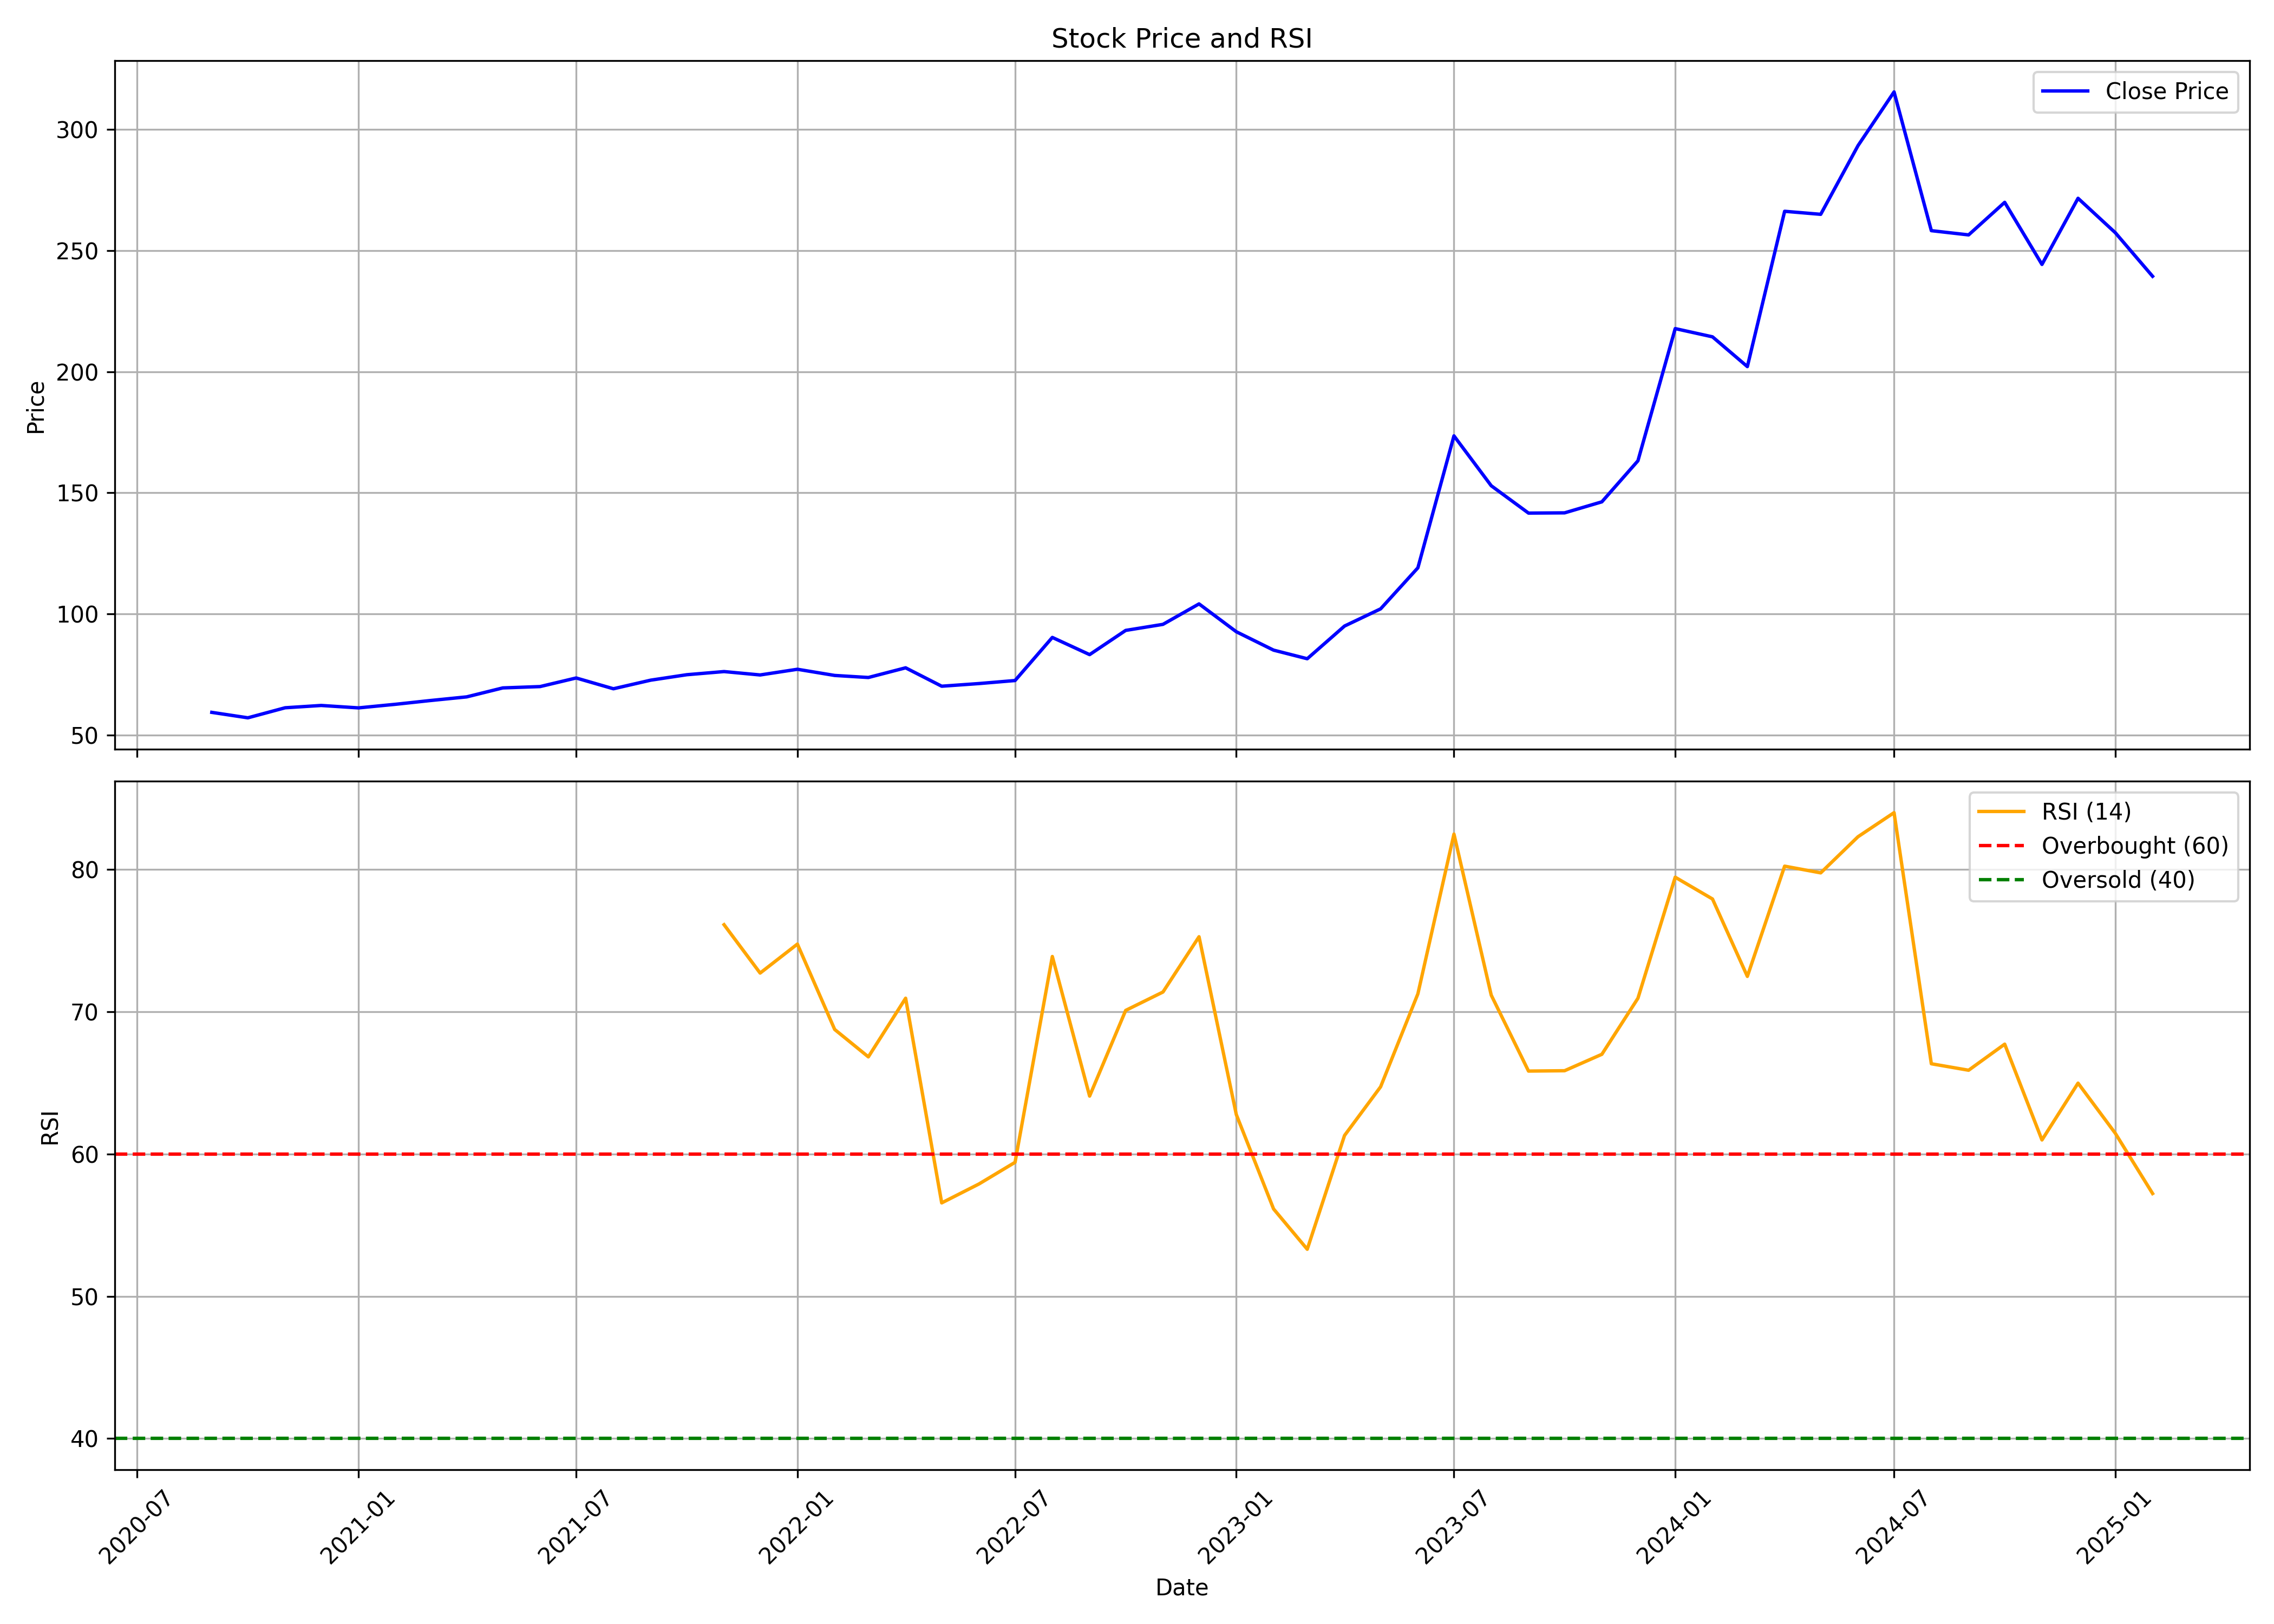 Stock Price and RSI
Close Price
Price
300
250
200
150
100
50
RSI (14)
Overbought (60)
Oversold (40)
RSI
80
70
60
50
40
2020-07
2021-01
2021-07
2022-01
2022-07
2023-01
2023-07
2024-01
2024-07
2025-01
Date